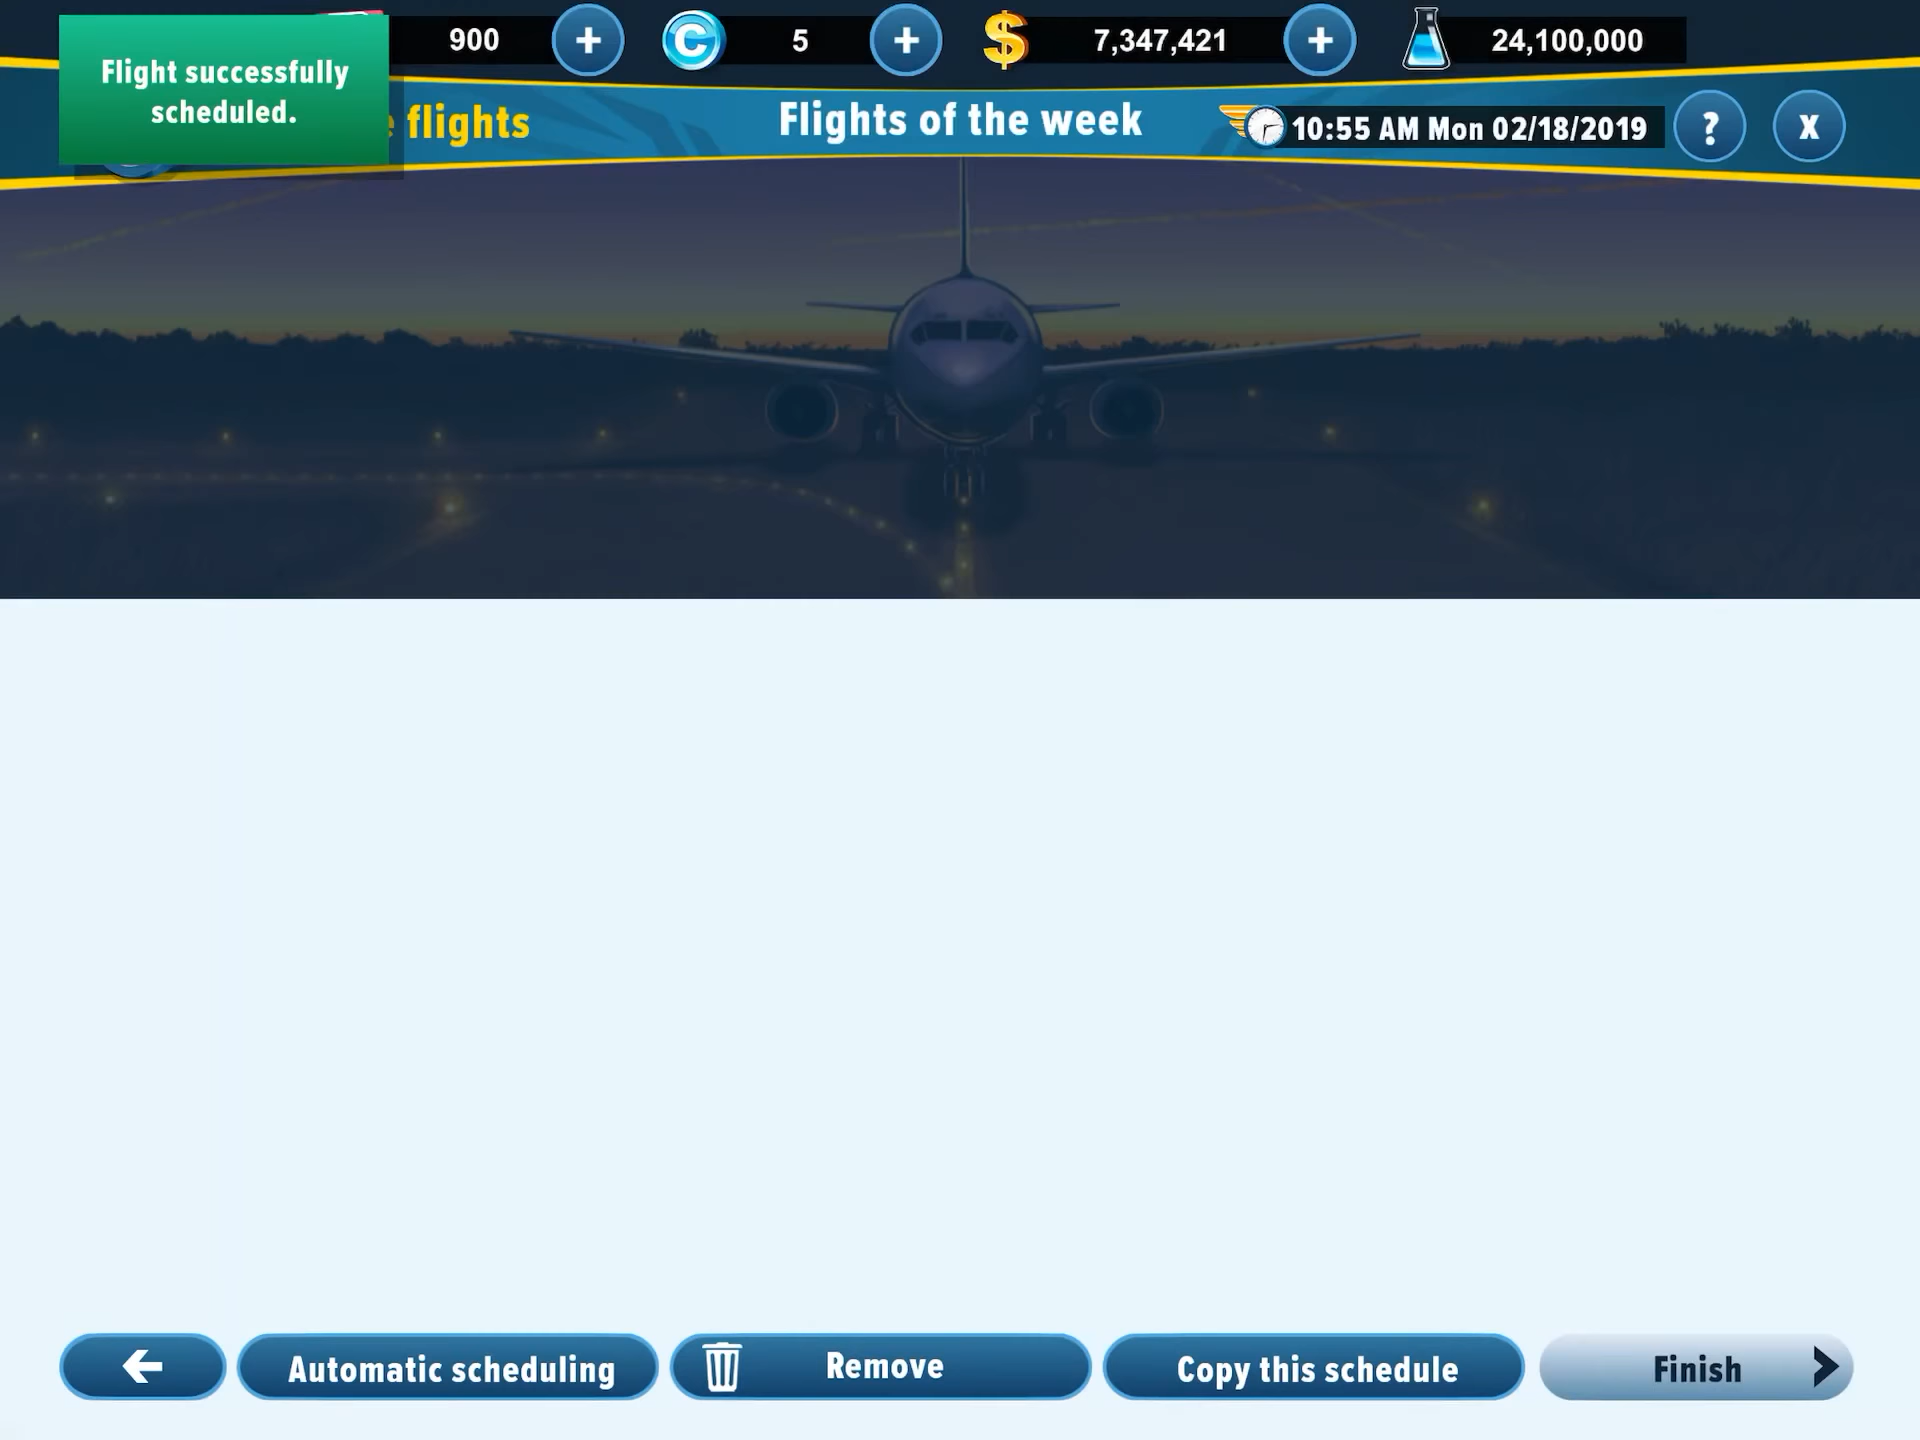 Flight successfully
scheduled.
900
+
C
5
+
$
7,347,421
+
24,100,000
flights
Flights of the week
10:55 AM Mon 02/18/2019
?
X
Automatic scheduling
Remove
Copy this schedule
Finish